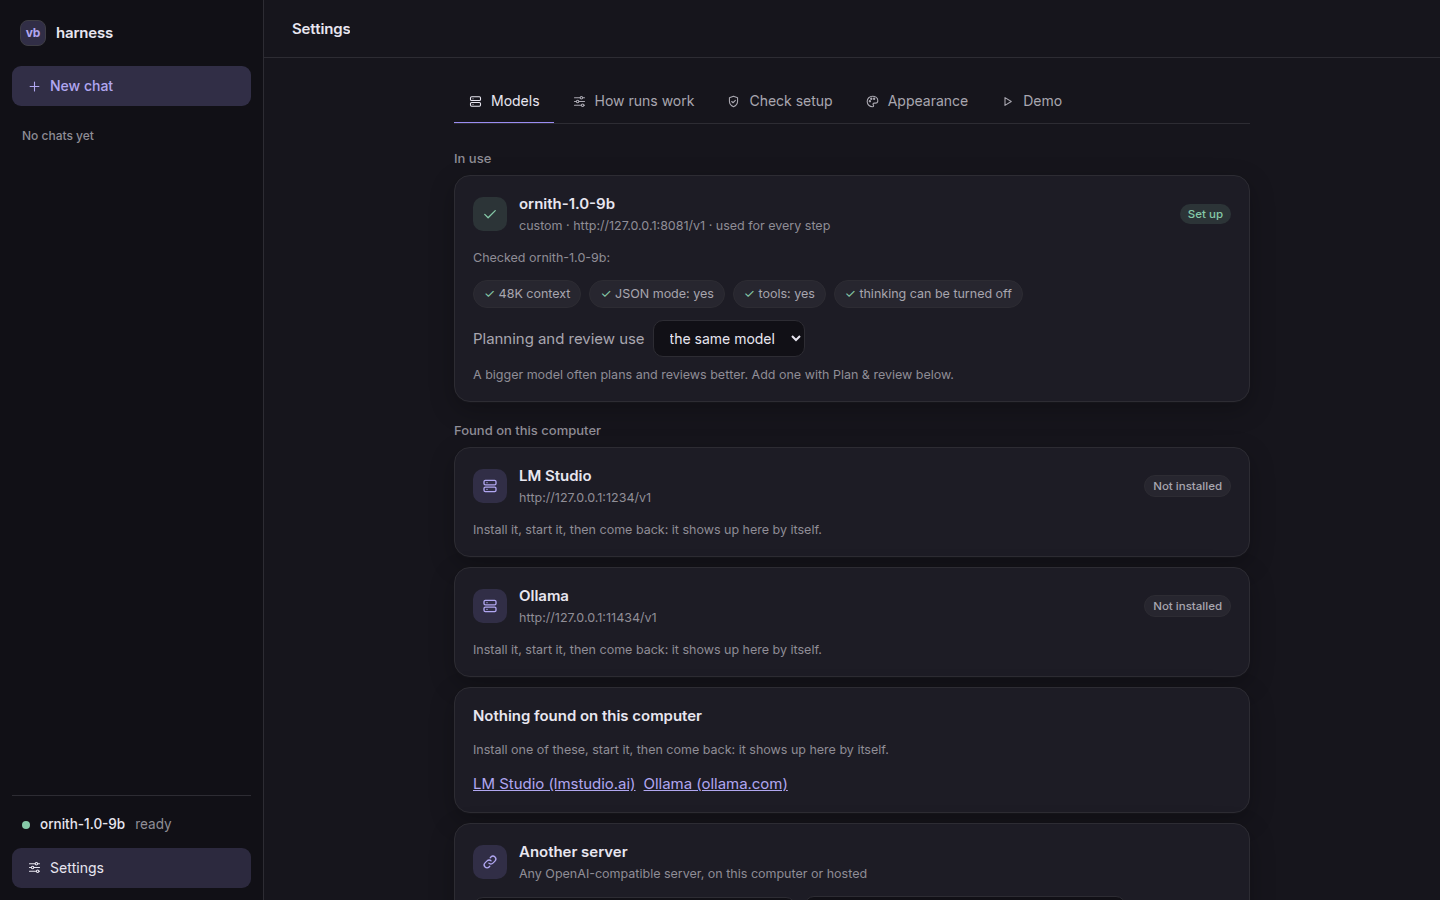 vb harness
Settings
New chat
No chats yet
Models
How runs work
Check setup
Appearance
Demo
In use
ornith-1.0-9b
custom · http://127.0.0.1:8081/v1 · used for every step
Set up
Checked ornith-1.0-9b:
48K context
JSON mode: yes
tools: yes
thinking can be turned off
Planning and review use the same model
A bigger model often plans and reviews better. Add one with Plan & review below.
Found on this computer
LM Studio
http://127.0.0.1:1234/v1
Not installed
Install it, start it, then come back: it shows up here by itself.
Ollama
http://127.0.0.1:11434/v1
Not installed
Install it, start it, then come back: it shows up here by itself.
Nothing found on this computer
Install one of these, start it, then come back: it shows up here by itself.
LM Studio (lmstudio.ai) Ollama (ollama.com)
Another server
Any OpenAI-compatible server, on this computer or hosted
ornith-1.0-9b ready
Settings